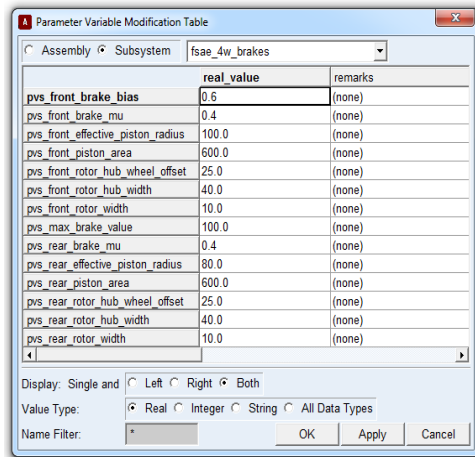 Parameter Variable Modification Table
Assembly Subsystem fsae_4w_brakes
real_value remarks
pvs_front_brake_bias 0.6 (none)
pvs_front_brake_mu 0.4 (none)
pvs_front_effective_piston_radius 100.0 (none)
pvs_front_piston_area 600.0 (none)
pvs_front_rotor_hub_wheel_offset 25.0 (none)
pvs_front_rotor_hub_width 40.0 (none)
pvs_front_rotor_width 10.0 (none)
pvs_max_brake_value 100.0 (none)
pvs_rear_brake_mu 0.4 (none)
pvs_rear_effective_piston_radius 80.0 (none)
pvs_rear_piston_area 600.0 (none)
pvs_rear_rotor_hub_wheel_offset 25.0 (none)
pvs_rear_rotor_hub_width 40.0 (none)
pvs_rear_rotor_width 10.0 (none)
Display: Single and Left Right Both
Value Type: Real Integer String All Data Types
Name Filter: * OK Apply Cancel